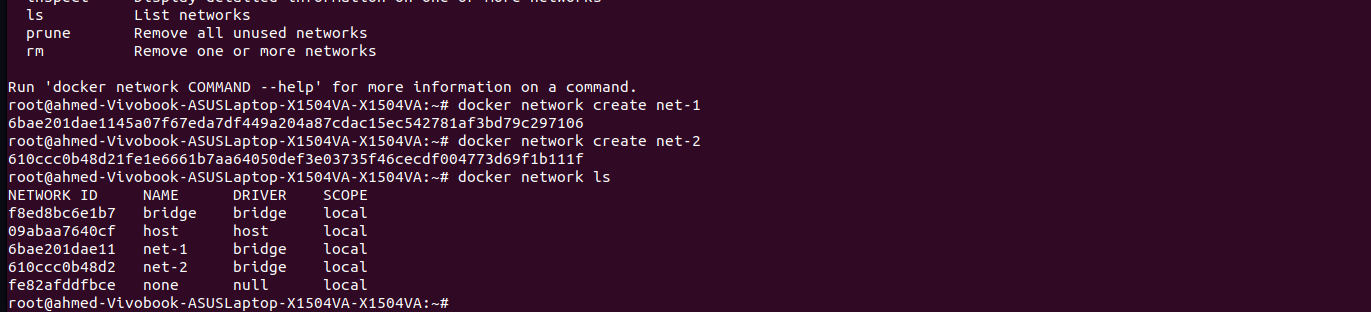 inspect     Display detailed information on one or more networks
ls          List networks
prune       Remove all unused networks
rm          Remove one or more networks
Run 'docker network COMMAND --help' for more information on a command.
root@ahmed-Vivobook-ASUSLaptop-X1504VA-X1504VA:~# docker network create net-1
6bae201dae1145a07f67eda7df449a204a87cdac15ec542781af3bd79c297106
root@ahmed-Vivobook-ASUSLaptop-X1504VA-X1504VA:~# docker network create net-2
610ccc0b48d21fe1e6661b7aa64050def3e03735f46cecdf004773d69f1b111f
root@ahmed-Vivobook-ASUSLaptop-X1504VA-X1504VA:~# docker network ls
NETWORK ID     NAME      DRIVER    SCOPE
f8ed8bc6e1b7   bridge    bridge    local
09abaa7640cf   host      host      local
6bae201dae11   net-1     bridge    local
610ccc0b48d2   net-2     bridge    local
fe82afddfbce   none      null      local
root@ahmed-Vivobook-ASUSLaptop-X1504VA-X1504VA:~#